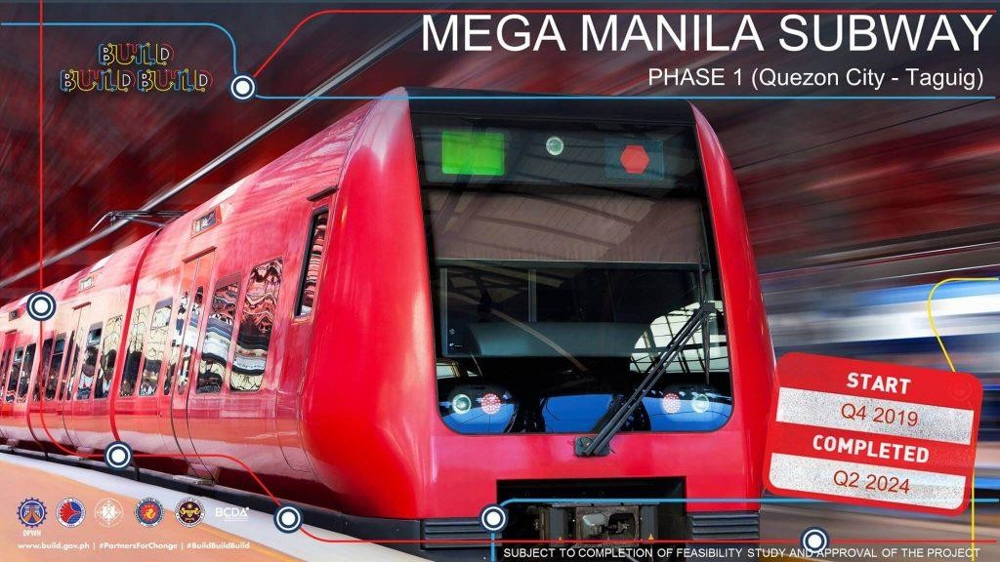 MEGA MANILA SUBWAY
PHASE 1 (Quezon City - Taguig)
BUILD
BUILD BUILD
START
Q4 2019
COMPLETED
Q2 2024
DPWH
BCDA
www.build.gov.ph | #PartnersForChange | #BuildBuildBuild
SUBJECT TO COMPLETION OF FEASIBILITY STUDY AND APPROVAL OF THE PROJECT